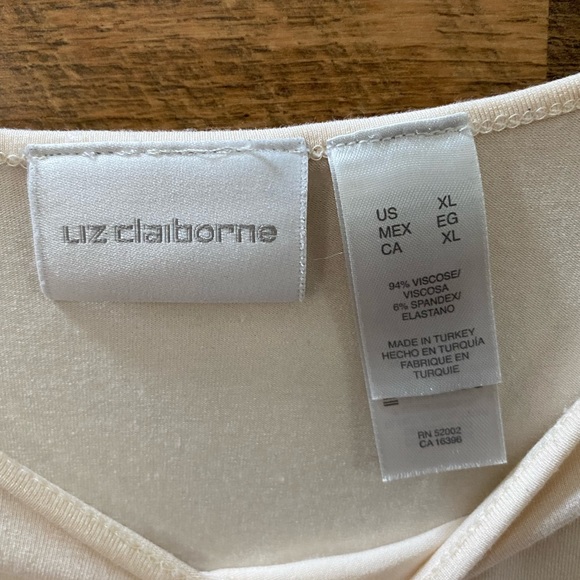 liz claiborne
US XL
MEX EG
CA XL
94% VISCOSE/
VISCOSA
6% SPANDEX/
ELASTANO
MADE IN TURKEY
HECHO EN TURQUÍA
FABRIQUE EN
TURQUIE
RN 52002
CA 16396